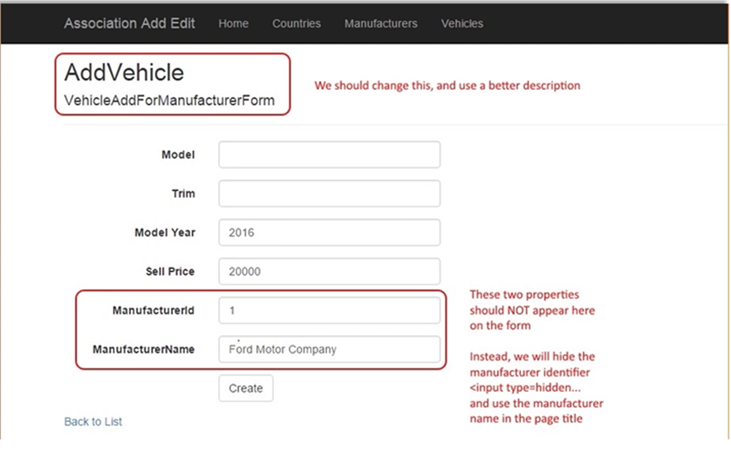 Association Add Edit Home Countries Manufacturers Vehicles
AddVehicle
VehicleAddForManufacturerForm
We should change this, and use a better description
Model
Trim
Model Year 2016
Sell Price 20000
ManufacturerId 1
ManufacturerName Ford Motor Company
These two properties
should NOT appear here
on the form
Instead, we will hide the
manufacturer identifier
<input type=hidden...
and use the manufacturer
name in the page title
Create
Back to List